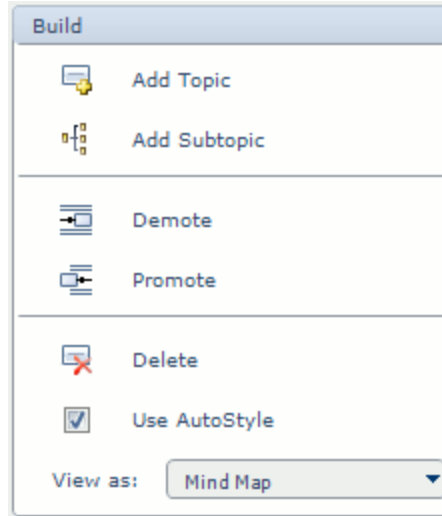 Build
Add Topic
Add Subtopic
Demote
Promote
Delete
Use AutoStyle
View as: Mind Map